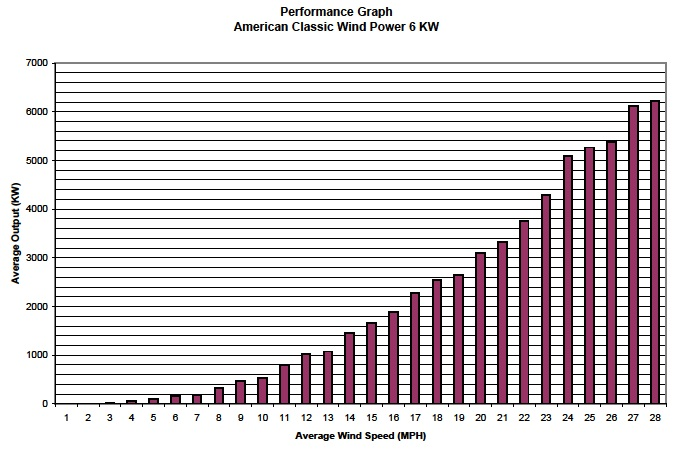 Performance Graph
American Classic Wind Power 6 KW
7000
6000
5000
4000
3000
2000
1000
0
Average Output (KW)
1 2 3 4 5 6 7 8 9 10 11 12 13 14 15 16 17 18 19 20 21 22 23 24 25 26 27 28
Average Wind Speed (MPH)